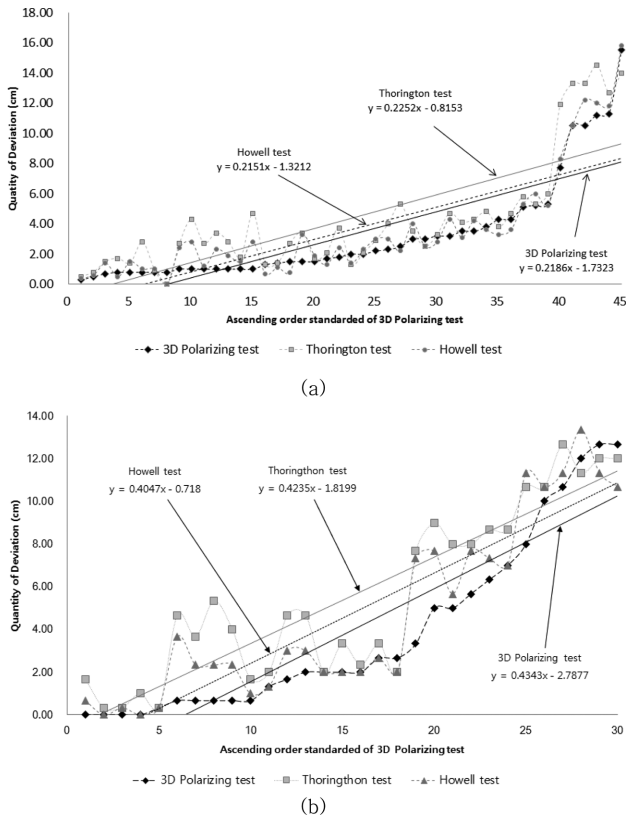 18.00
16.00
14.00
12.00
10.00
8.00
6.00
4.00
2.00
0.00
Quatity of Deviation (cm)
Thorington test
y = 0.2252x - 0.8153
Howell test
y = 0.2151x - 1.3212
3D Polarizing test
y = 0.2186x - 1.7323
0 5 10 15 20 25 30 35 40 45
Ascending order standarded of 3D Polarizing test
3D Polarizing test Thorington test Howell test
(a)
14.00
12.00
10.00
8.00
6.00
4.00
2.00
0.00
Quantity of Deviation (cm)
Howell test
y = 0.4047x - 0.718
Thoringthon test
y = 0.4235x - 1.8199
3D Polarizing test
y = 0.4343x - 2.7877
0 5 10 15 20 25 30
Ascending order standarded of 3D Polarizing test
3D Polarizing test Thoringthon test Howell test
(b)